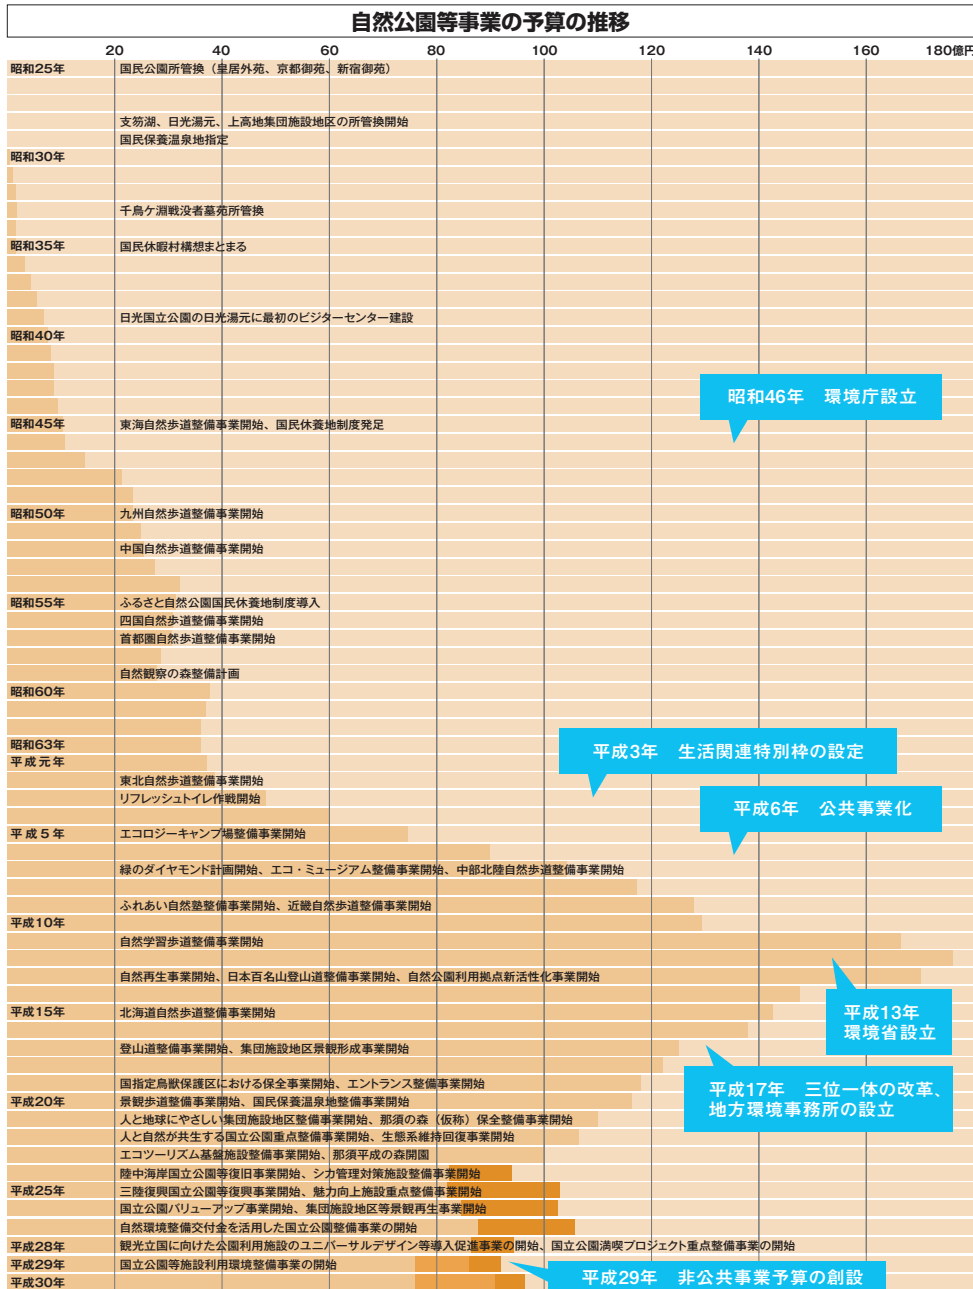 自然公園等事業の予算の推移
20 40 60 80 100 120 140 160 180億円
昭和25年 国民公園所管換（皇居外苑、京都御苑、新宿御苑）
支笏湖、日光湯元、上高地集団施設地区の所管換開始
国民保養温泉地指定
昭和30年
千鳥ケ淵戦没者墓苑所管換
昭和35年 国民休暇村構想まとまる
日光国立公園の日光湯元に最初のビジターセンター建設
昭和40年
昭和46年 環境庁設立
昭和45年 東海自然歩道整備事業開始、国民休養地制度発足
昭和50年 九州自然歩道整備事業開始
中国自然歩道整備事業開始
昭和55年 ふるさと自然公園国民休養地制度導入
四国自然歩道整備事業開始
首都圏自然歩道整備事業開始
自然観察の森整備計画
昭和60年
昭和63年
平成3年 生活関連特別枠の設定
平成元年
東北自然歩道整備事業開始
リフレッシュトイレ作戦開始
平成6年 公共事業化
平成5年 エコロジーキャンプ場整備事業開始
緑のダイヤモンド計画開始、エコ・ミュージアム整備事業開始、中部北陸自然歩道整備事業開始
ふれあい自然塾整備事業開始、近畿自然歩道整備事業開始
平成10年
自然学習歩道整備事業開始
自然再生事業開始、日本百名山登山道整備事業開始、自然公園利用拠点新活性化事業開始
平成13年
環境省設立
平成15年 北海道自然歩道整備事業開始
登山道整備事業開始、集団施設地区景観形成事業開始
平成17年 三位一体の改革、
地方環境事務所の設立
国指定鳥獣保護区における保全事業開始、エントランス整備事業開始
平成20年 景観歩道整備事業開始、国民保養温泉地整備事業開始
人と地球にやさしい集団施設地区整備事業開始、那須の森（仮称）保全整備事業開始
人と自然が共生する国立公園重点整備事業開始、生態系維持回復事業開始
エコツーリズム基盤施設整備事業開始、那須平成の森開園
陸中海岸国立公園等復旧事業開始、シカ管理対策施設整備事業開始
平成25年 三陸復興国立公園等復興事業開始、魅力向上施設重点整備事業開始
国立公園バリューアップ事業開始、集団施設地区等景観再生事業開始
自然環境整備交付金を活用した国立公園整備事業の開始
平成28年 観光立国に向けた公園利用施設のユニバーサルデザイン等導入促進事業の開始、国立公園満喫プロジェクト重点整備事業の開始
平成29年 国立公園等施設利用環境整備事業の開始
平成29年 非公共事業予算の創設
平成30年